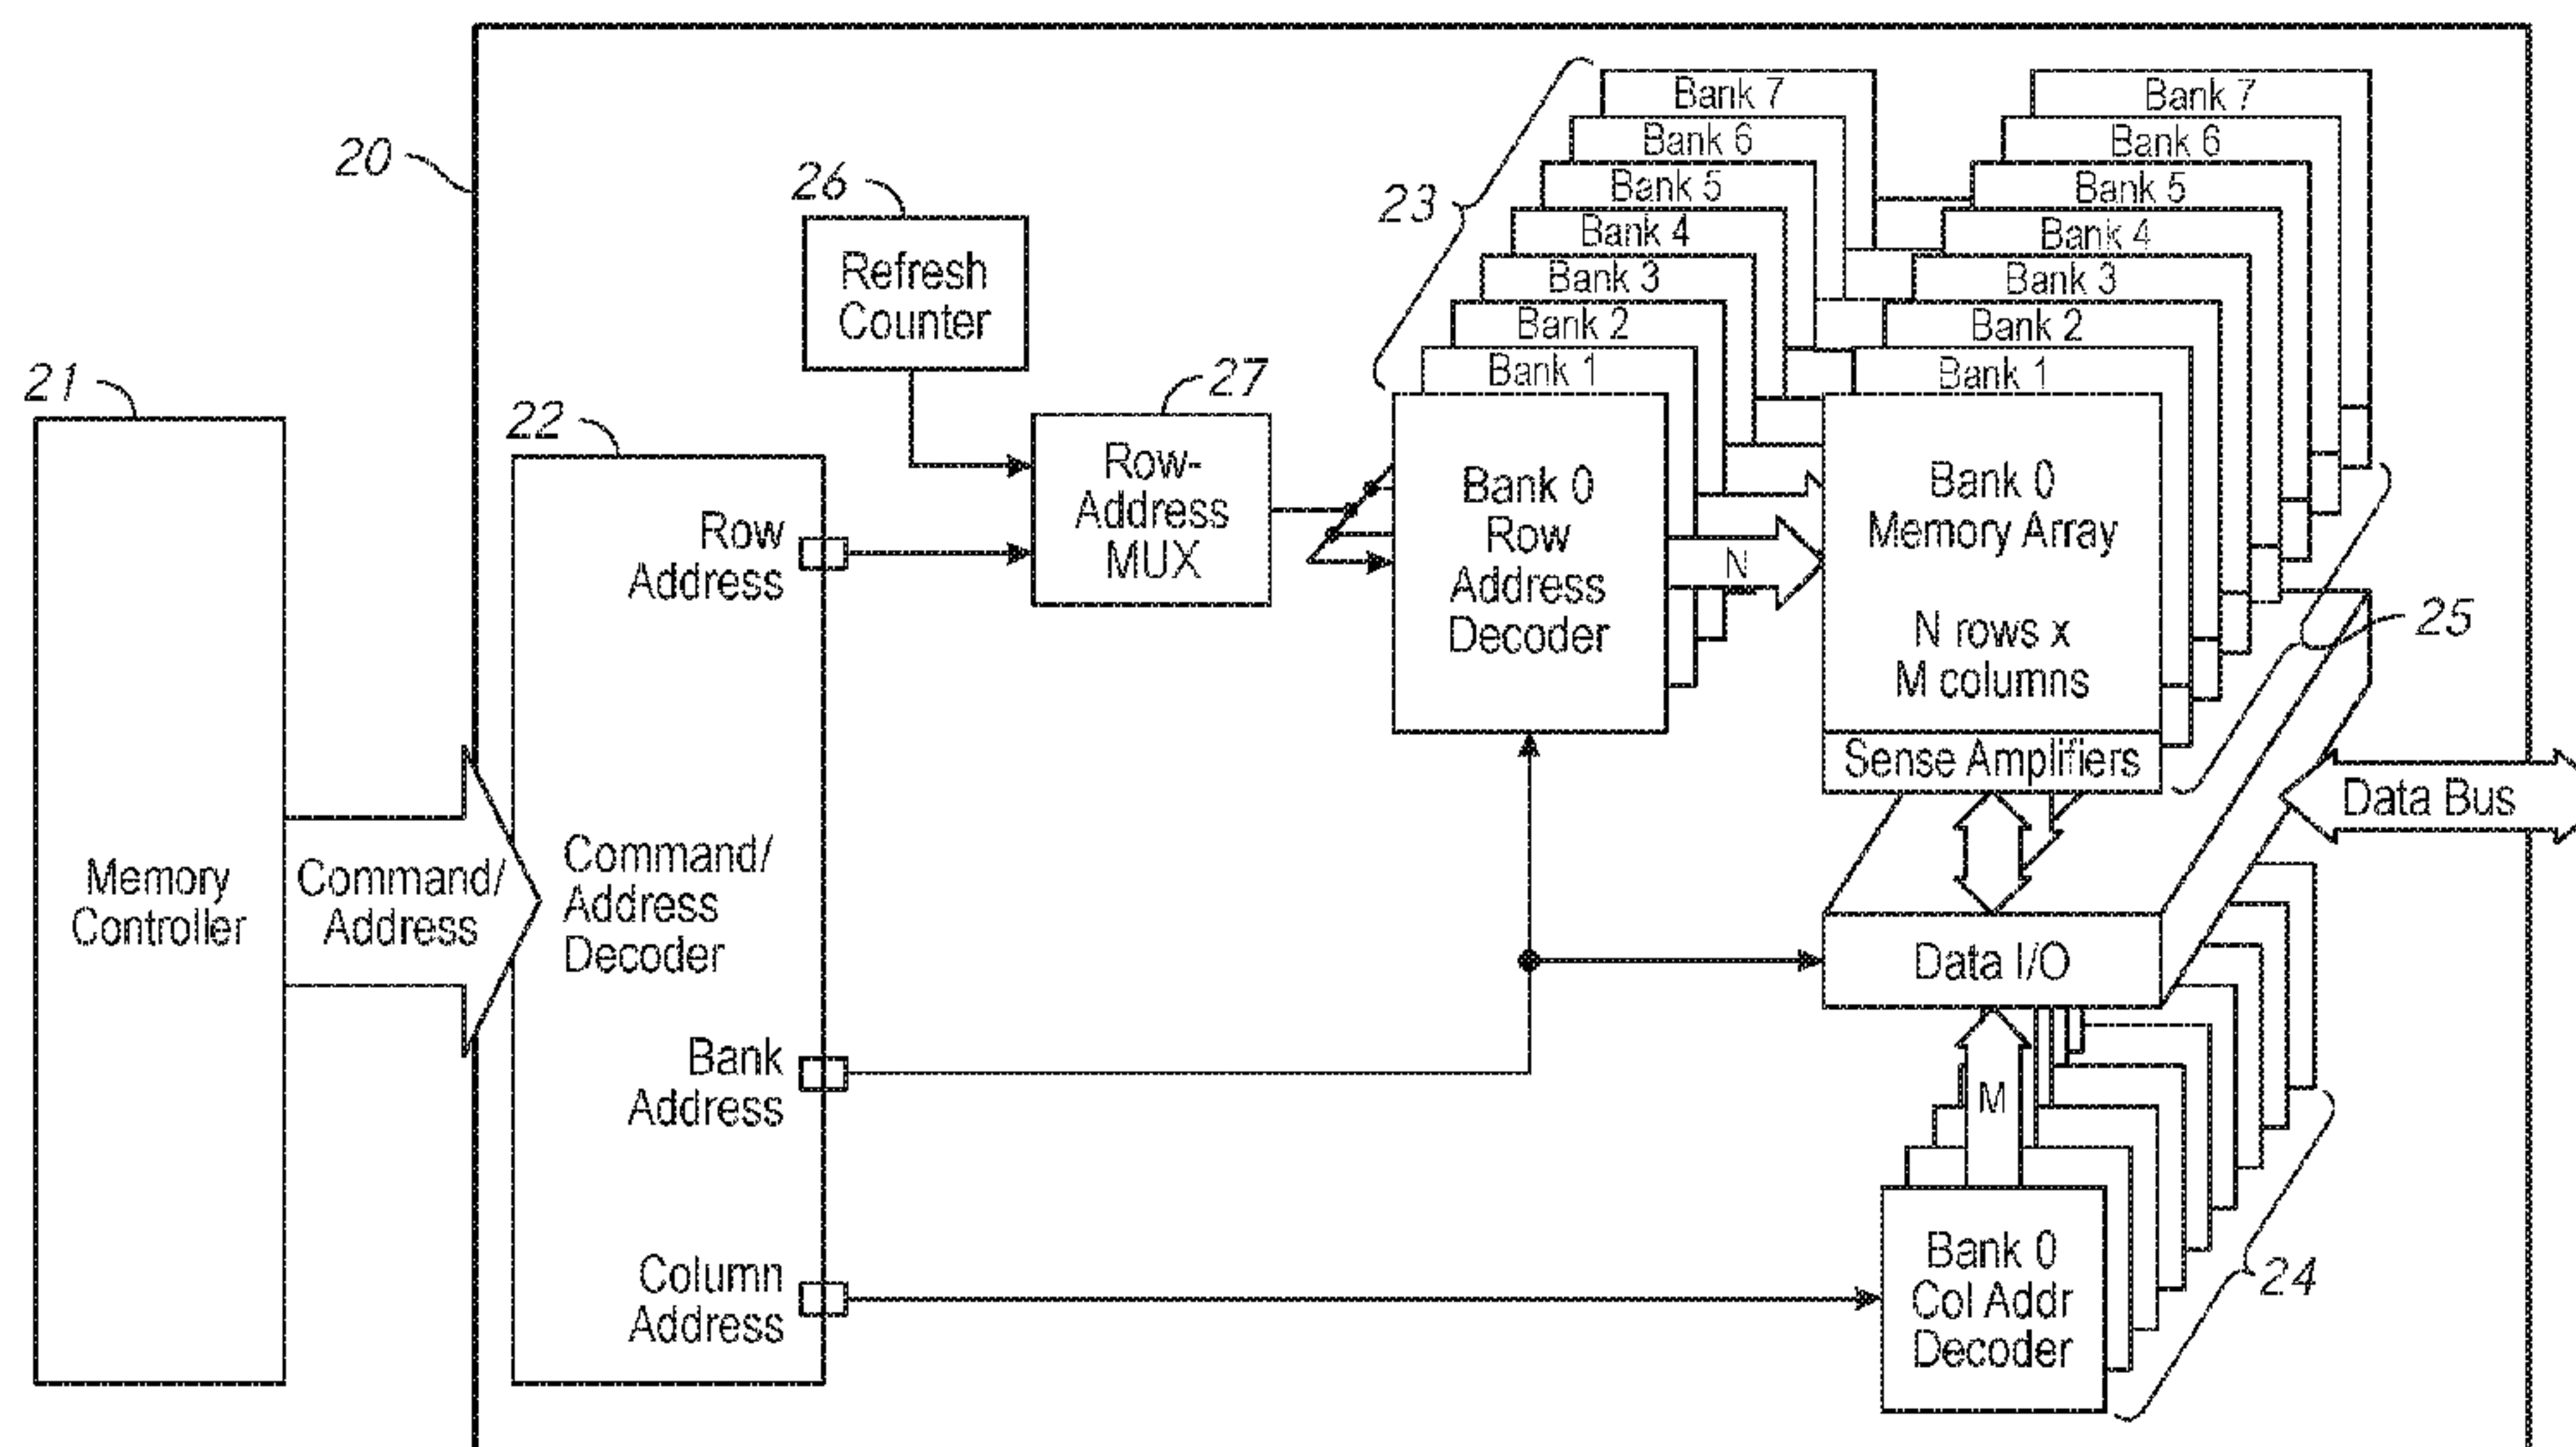 20
21
Memory
Controller
Command/
Address
22
Row
Address
Command/
Address
Decoder
Bank
Address
Column
Address
26
Refresh
Counter
27
Row-
Address
MUX
23
Bank 7
Bank 6
Bank 5
Bank 4
Bank 3
Bank 2
Bank 1
Bank 0
Row
Address
Decoder
N
Bank 7
Bank 6
Bank 5
Bank 4
Bank 3
Bank 2
Bank 1
Bank 0
Memory Array
N rows x
M columns
Sense Amplifiers
25
Data Bus
Data I/O
M
Bank 0
Col Addr
Decoder
24